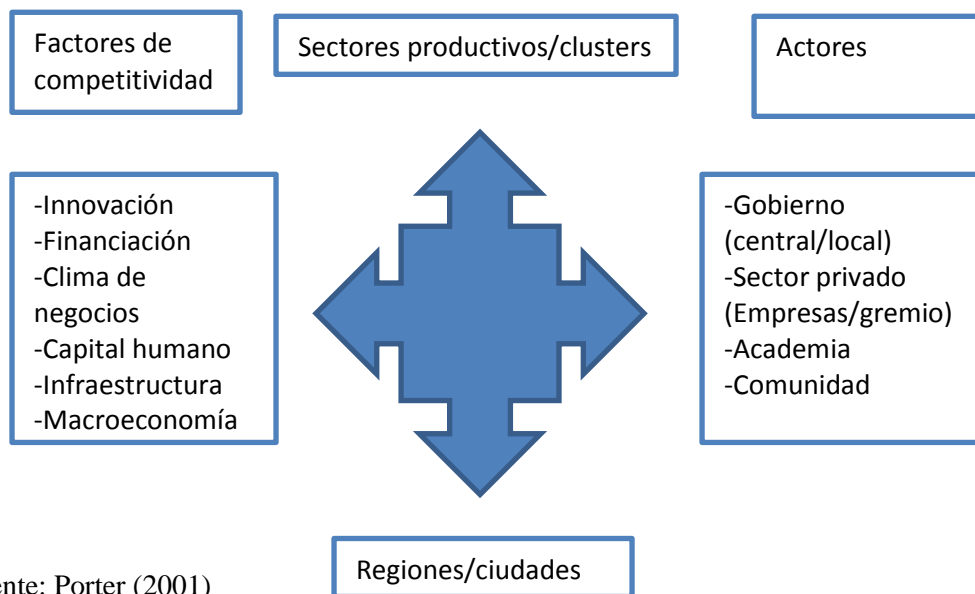 Factores de
competitividad
Sectores productivos/clusters
Actores
-Innovación
-Financiación
-Clima de
negocios
-Capital humano
-Infraestructura
-Macroeconomía
-Gobierno
(central/local)
-Sector privado
(Empresas/gremio)
-Academia
-Comunidad
Regiones/ciudades
ente: Porter (2001)